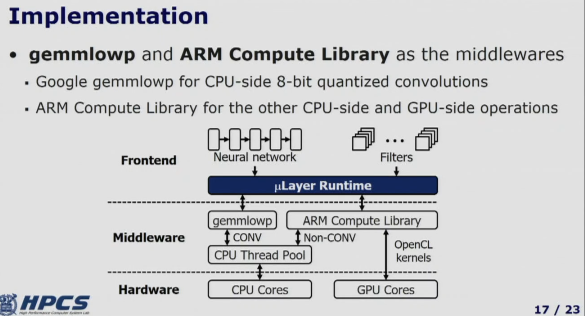 Implementation
• gemmlowp and ARM Compute Library as the middlewares
▪ Google gemmlowp for CPU-side 8-bit quantized convolutions
▪ ARM Compute Library for the other CPU-side and GPU-side operations
Frontend
Neural network
...
Filters
μLayer Runtime
Middleware
gemmlowp
ARM Compute Library
CONV
Non-CONV
OpenCL
kernels
CPU Thread Pool
Hardware
CPU Cores
GPU Cores
HPCS
High Performance Computer System Lab
17 / 23